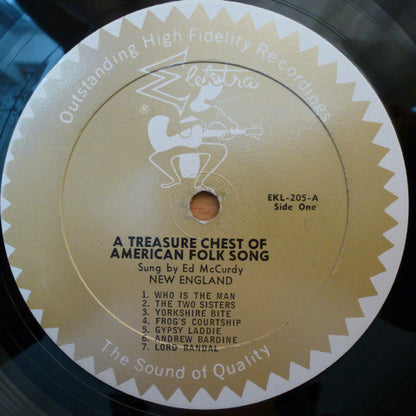 Outstanding High Fidelity Recordings
Elektra
®
EKL-205-A
Side One
A TREASURE CHEST OF
AMERICAN FOLK SONG
Sung by Ed McCurdy
NEW ENGLAND
1. WHO IS THE MAN
2. THE TWO SISTERS
3. YORKSHIRE BITE
4. FROG'S COURTSHIP
5. GYPSY LADDIE
6. ANDREW BARDINE
7. LORD RANDAL
The Sound of Quality